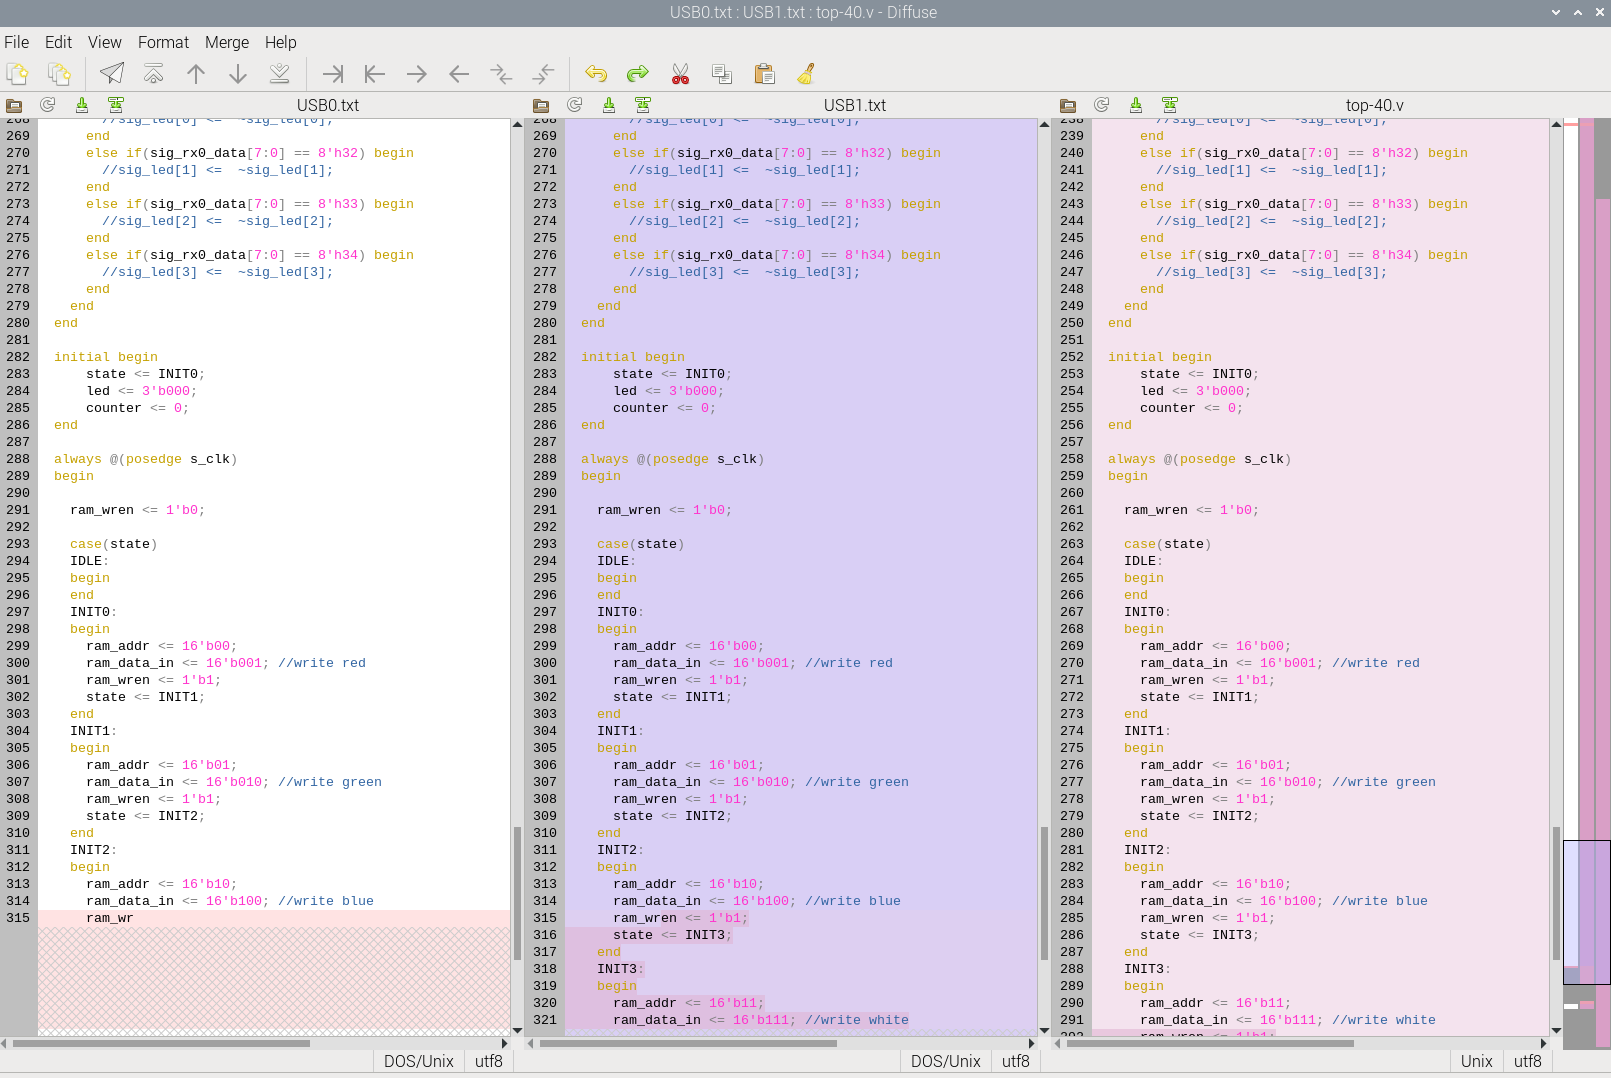 USB0.txt : USB1.txt : top-40.v - Diffuse
File Edit View Format Merge Help
USB0.txt
268 //sig_led[0] <= ~sig_led[0];
269 end
270 else if(sig_rx0_data[7:0] == 8'h32) begin
271 //sig_led[1] <=  ~sig_led[1];
272 end
273 else if(sig_rx0_data[7:0] == 8'h33) begin
274 //sig_led[2] <=  ~sig_led[2];
275 end
276 else if(sig_rx0_data[7:0] == 8'h34) begin
277 //sig_led[3] <=  ~sig_led[3];
278 end
279 end
280 end
281
282 initial begin
283 state <= INIT0;
284 led <= 3'b000;
285 counter <= 0;
286 end
287
288 always @(posedge s_clk)
289 begin
290
291 ram_wren <= 1'b0;
292
293 case(state)
294 IDLE:
295 begin
296 end
297 INIT0:
298 begin
299 ram_addr <= 16'b00;
300 ram_data_in <= 16'b001; //write red
301 ram_wren <= 1'b1;
302 state <= INIT1;
303 end
304 INIT1:
305 begin
306 ram_addr <= 16'b01;
307 ram_data_in <= 16'b010; //write green
308 ram_wren <= 1'b1;
309 state <= INIT2;
310 end
311 INIT2:
312 begin
313 ram_addr <= 16'b10;
314 ram_data_in <= 16'b100; //write blue
315 ram_wr
DOS/Unix utf8
USB1.txt
268 //sig_led[0] <= ~sig_led[0];
269 end
270 else if(sig_rx0_data[7:0] == 8'h32) begin
271 //sig_led[1] <=  ~sig_led[1];
272 end
273 else if(sig_rx0_data[7:0] == 8'h33) begin
274 //sig_led[2] <=  ~sig_led[2];
275 end
276 else if(sig_rx0_data[7:0] == 8'h34) begin
277 //sig_led[3] <=  ~sig_led[3];
278 end
279 end
280 end
281
282 initial begin
283 state <= INIT0;
284 led <= 3'b000;
285 counter <= 0;
286 end
287
288 always @(posedge s_clk)
289 begin
290
291 ram_wren <= 1'b0;
292
293 case(state)
294 IDLE:
295 begin
296 end
297 INIT0:
298 begin
299 ram_addr <= 16'b00;
300 ram_data_in <= 16'b001; //write red
301 ram_wren <= 1'b1;
302 state <= INIT1;
303 end
304 INIT1:
305 begin
306 ram_addr <= 16'b01;
307 ram_data_in <= 16'b010; //write green
308 ram_wren <= 1'b1;
309 state <= INIT2;
310 end
311 INIT2:
312 begin
313 ram_addr <= 16'b10;
314 ram_data_in <= 16'b100; //write blue
315 ram_wren <= 1'b1;
316 state <= INIT3;
317 end
318 INIT3:
319 begin
320 ram_addr <= 16'b11;
321 ram_data_in <= 16'b111; //write white
DOS/Unix utf8
top-40.v
238 //sig_led[0] <= ~sig_led[0];
239 end
240 else if(sig_rx0_data[7:0] == 8'h32) begin
241 //sig_led[1] <=  ~sig_led[1];
242 end
243 else if(sig_rx0_data[7:0] == 8'h33) begin
244 //sig_led[2] <=  ~sig_led[2];
245 end
246 else if(sig_rx0_data[7:0] == 8'h34) begin
247 //sig_led[3] <=  ~sig_led[3];
248 end
249 end
250 end
251
252 initial begin
253 state <= INIT0;
254 led <= 3'b000;
255 counter <= 0;
256 end
257
258 always @(posedge s_clk)
259 begin
260
261 ram_wren <= 1'b0;
262
263 case(state)
264 IDLE:
265 begin
266 end
267 INIT0:
268 begin
269 ram_addr <= 16'b00;
270 ram_data_in <= 16'b001; //write red
271 ram_wren <= 1'b1;
272 state <= INIT1;
273 end
274 INIT1:
275 begin
276 ram_addr <= 16'b01;
277 ram_data_in <= 16'b010; //write green
278 ram_wren <= 1'b1;
279 state <= INIT2;
280 end
281 INIT2:
282 begin
283 ram_addr <= 16'b10;
284 ram_data_in <= 16'b100; //write blue
285 ram_wren <= 1'b1;
286 state <= INIT3;
287 end
288 INIT3:
289 begin
290 ram_addr <= 16'b11;
291 ram_data_in <= 16'b111; //write white
292 ram_wren <= 1'b1;
Unix utf8